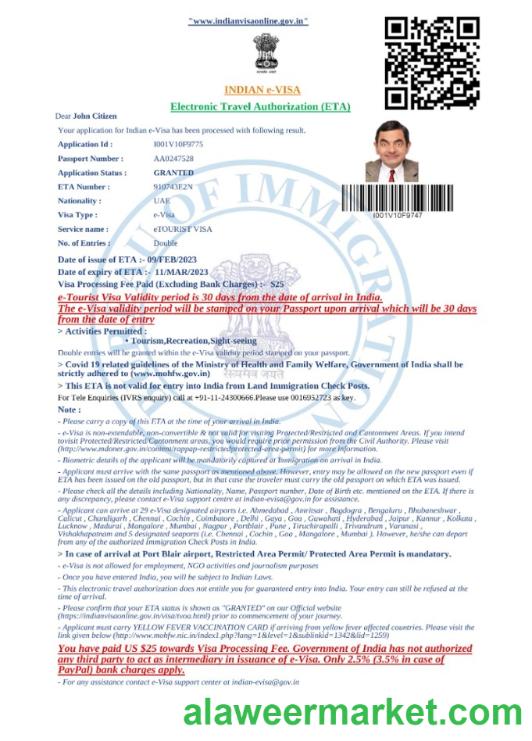 "www.indianvisaonline.gov.in"
INDIAN e-VISA
Electronic Travel Authorization (ETA)
Dear John Citizen
Your application for Indian e-Visa has been processed with following result.
Application Id : I001V10F9775
Passport Number : AA0247528
Application Status : GRANTED
ETA Number : 910743E2N
Nationality : UAE
Visa Type : e-Visa
Service name : eTOURIST VISA
No. of Entries : Double
I001V10F9747
Date of issue of ETA :- 09/FEB/2023
Date of expiry of ETA :- 11/MAR/2023
Visa Processing Fee Paid (Excluding Bank Charges) :- $25
e-Tourist Visa Validity period is 30 days from the date of arrival in India.
The e-Visa validity period will be stamped on your Passport upon arrival which will be 30 days
from the date of entry
> Activities Permitted :
• Tourism,Recreation,Sight-seeing
Double entries will be granted within the e-Visa validity period stamped on your passport.
> Covid 19 related guidelines of the Ministry of Health and Family Welfare, Government of India shall be
strictly adhered to (www.mohfw.gov.in)
सत्यमेव जयते
> This ETA is not valid for entry into India from Land Immigration Check Posts.
For Tele Enquiries (IVRS enquiry) call at +91-11-24300666.Please use 0016952723 as key.
Note :
- Please carry a copy of this ETA at the time of your arrival in India.
- e-Visa is non-extendable, non-convertible & not valid for visiting Protected/Restricted and Cantonment Areas. If you intend
tovisit Protected/Restricted/Cantonment areas, you would require prior permission from the Civil Authority. Please visit
- Biometric details of the applicant will be mandatorily captured at Immigration on arrival in India.
- Applicant must arrive with the same passport as mentioned above. However, entry may be allowed on the new passport even if
ETA has been issued on the old passport, but in that case the traveler must carry the old passport on which ETA was issued.
- Please check all the details including Nationality, Name, Passport number, Date of Birth etc. mentioned on the ETA. If there is
any discrepancy, please contact e-Visa support centre at indian-evisa@gov.in.
- Applicant can arrive at 29 e-Visa designated airports i.e. Ahmedabad , Amritsar , Bagdogra , Bengaluru , Bhubaneshwar ,
Calicut , Chandigarh , Chennai , Cochin , Coimbatore , Delhi , Gaya , Goa , Guwahati , Hyderabad , Jaipur , Kannur , Kolkata ,
Lucknow , Madurai , Mangalore , Mumbai , Nagpur , Portblair , Pune , Tiruchirapalli , Trivandrum , Varanasi ,
Vishakhapatnam and 5 designated seaports (i.e. Chennai , Cochin , Goa , Mangalore , Mumbai ). However, he/she can depart
from any of the authorized Immigration Check Posts in India.
> In case of arrival at Port Blair airport, Restricted Area Permit/ Protected Area Permit is mandatory.
- e-Visa is not allowed for employment, NGO activities and journalism purposes
- Once you have entered India, you will be subject to Indian Laws.
- This electronic travel authorization does not entitle you for guaranteed entry into India. Your entry can still be refused at the
time of arrival.
- Please confirm that your ETA status is shown as "GRANTED" on our Official website
(https://indianvisaonline.gov.in/evisa/tvoa.html) prior to commencement of your journey.
- Applicant must carry YELLOW FEVER VACCINATION CARD if arriving from yellow fever affected countries. Please visit the
link given below (http://www.mohfw.nic.in/index1.php?lang=1&level=1&sublinkid=1342&lid=1259)
You have paid US $25 towards Visa Processing Fee. Government of India has not authorized
any third party to act as intermediary in issuance of e-Visa. Only 2.5% (3.5% in case of
PayPal) bank charges apply.
- For any assistance contact e-Visa support center at indian-evisa@gov.in
BUREAU OF IMMIGRATION
alaweermarket.com